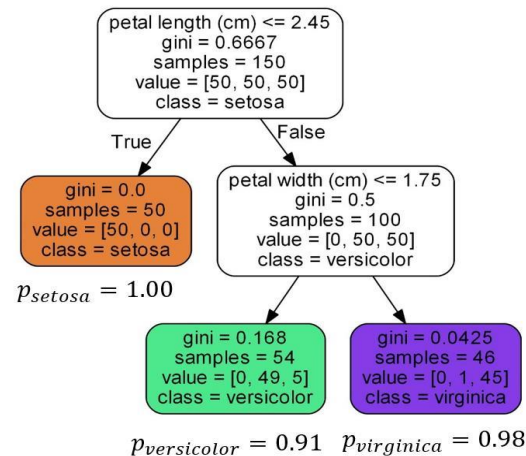 petal length (cm) <= 2.45
gini = 0.6667
samples = 150
value = [50, 50, 50]
class = setosa
True
False
gini = 0.0
samples = 50
value = [50, 0, 0]
class = setosa
petal width (cm) <= 1.75
gini = 0.5
samples = 100
value = [0, 50, 50]
class = versicolor
p_setosa = 1.00
gini = 0.168
samples = 54
value = [0, 49, 5]
class = versicolor
gini = 0.0425
samples = 46
value = [0, 1, 45]
class = virginica
p_versicolor = 0.91
p_virginica = 0.98